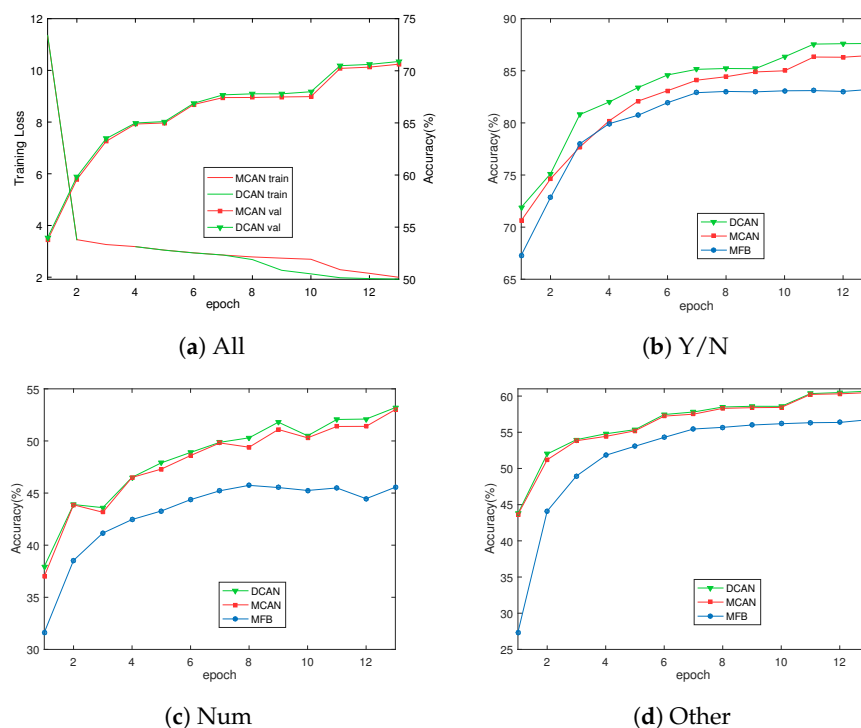 12
10
8
6
4
2
75
70
65
60
55
50
Training Loss
Accuracy(%)
MCAN train
DCAN train
MCAN val
DCAN val
2 4 6 8 10 12
epoch
(a) All
90
85
80
75
70
65
Accuracy(%)
DCAN
MCAN
MFB
2 4 6 8 10 12
epoch
(b) Y/N
55
50
45
40
35
30
Accuracy(%)
DCAN
MCAN
MFB
2 4 6 8 10 12
epoch
(c) Num
60
55
50
45
40
35
30
25
Accuracy(%)
DCAN
MCAN
MFB
2 4 6 8 10 12
epoch
(d) Other